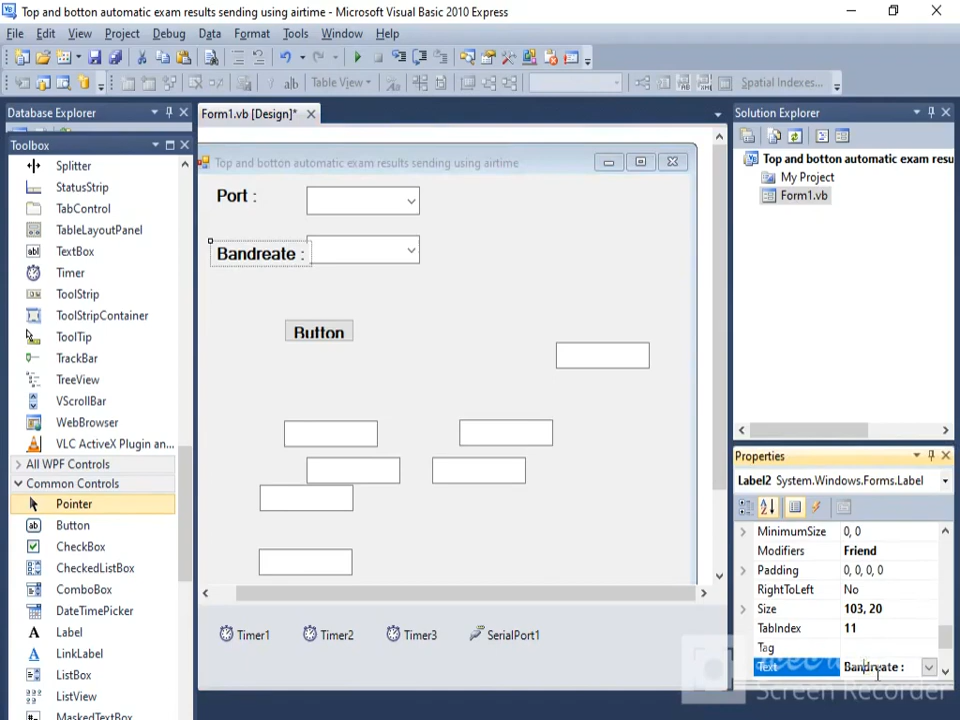 Top and botton automatic exam results sending using airtime - Microsoft Visual Basic 2010 Express
File Edit View Project Debug Data Format Tools Window Help
Table View Spatial Indexes...
Database Explorer
Toolbox
Splitter
StatusStrip
TabControl
TableLayoutPanel
TextBox
Timer
ToolStrip
ToolStripContainer
ToolTip
TrackBar
TreeView
VScrollBar
WebBrowser
VLC ActiveX Plugin an...
All WPF Controls
Common Controls
Pointer
Button
CheckBox
CheckedListBox
ComboBox
DateTimePicker
Label
LinkLabel
ListBox
ListView
MaskedTextBox
Form1.vb [Design]*
Top and botton automatic exam results sending using airtime
Port :
Bandreate :
Button
Timer1 Timer2 Timer3 SerialPort1
Solution Explorer
Top and botton automatic exam resu
My Project
Form1.vb
Properties
Label2 System.Windows.Forms.Label
MinimumSize 0, 0
Modifiers Friend
Padding 0, 0, 0, 0
RightToLeft No
Size 103, 20
TabIndex 11
Tag
Text Bandreate :
Screen Recorder